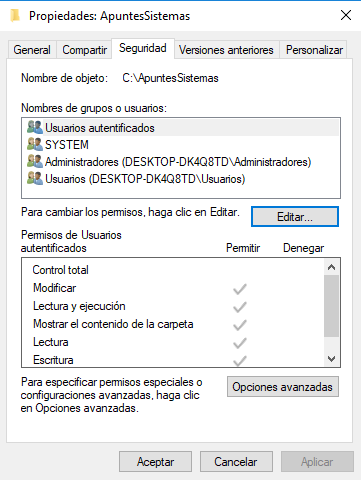 Propiedades: ApuntesSistemas
General
Compartir
Seguridad
Versiones anteriores
Personalizar
Nombre de objeto: C:\ApuntesSistemas
Nombres de grupos o usuarios:
Usuarios autentificados
SYSTEM
Administradores (DESKTOP-DK4Q8TD\Administradores)
Usuarios (DESKTOP-DK4Q8TD\Usuarios)
Para cambiar los permisos, haga clic en Editar.
Editar...
Permisos de Usuarios
autentificados
Permitir
Denegar
Control total
Modificar
Lectura y ejecución
Mostrar el contenido de la carpeta
Lectura
Escritura
Para especificar permisos especiales o
configuraciones avanzadas, haga clic
en Opciones avanzadas.
Opciones avanzadas
Aceptar
Cancelar
Aplicar